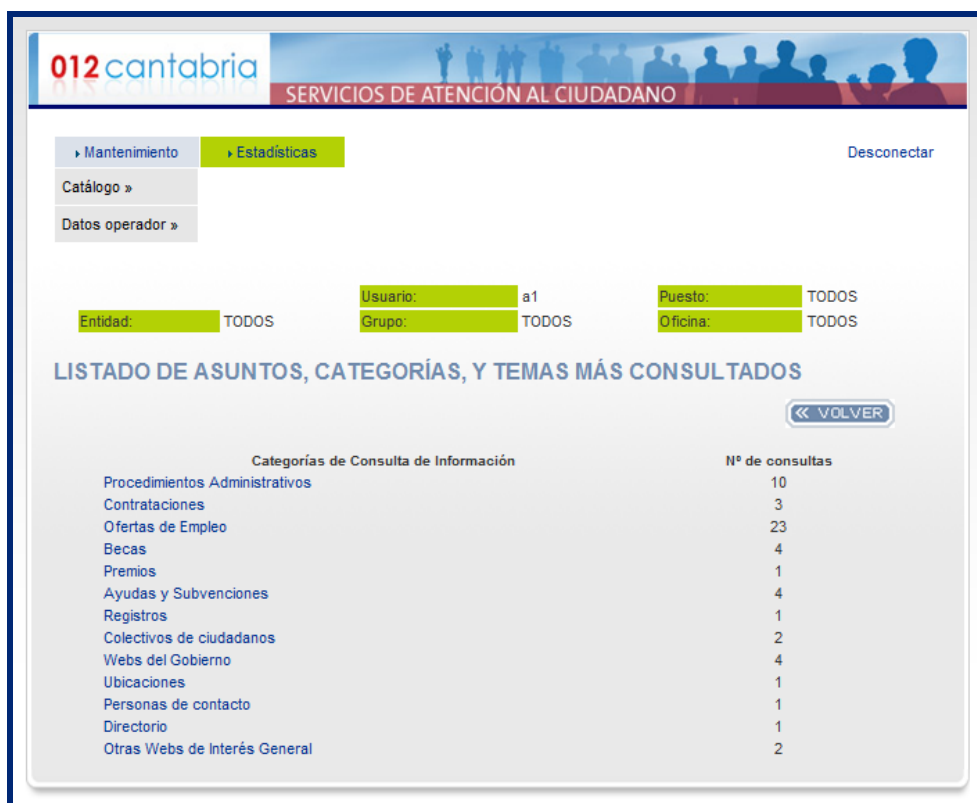 012 cantabria
SERVICIOS DE ATENCIÓN AL CIUDADANO
Mantenimiento Estadísticas Desconectar
Catálogo »
Datos operador »
Usuario: a1 Puesto: TODOS
Entidad: TODOS Grupo: TODOS Oficina: TODOS
LISTADO DE ASUNTOS, CATEGORÍAS, Y TEMAS MÁS CONSULTADOS
« VOLVER
Categorías de Consulta de Información Nº de consultas
Procedimientos Administrativos 10
Contrataciones 3
Ofertas de Empleo 23
Becas 4
Premios 1
Ayudas y Subvenciones 4
Registros 1
Colectivos de ciudadanos 2
Webs del Gobierno 4
Ubicaciones 1
Personas de contacto 1
Directorio 1
Otras Webs de Interés General 2